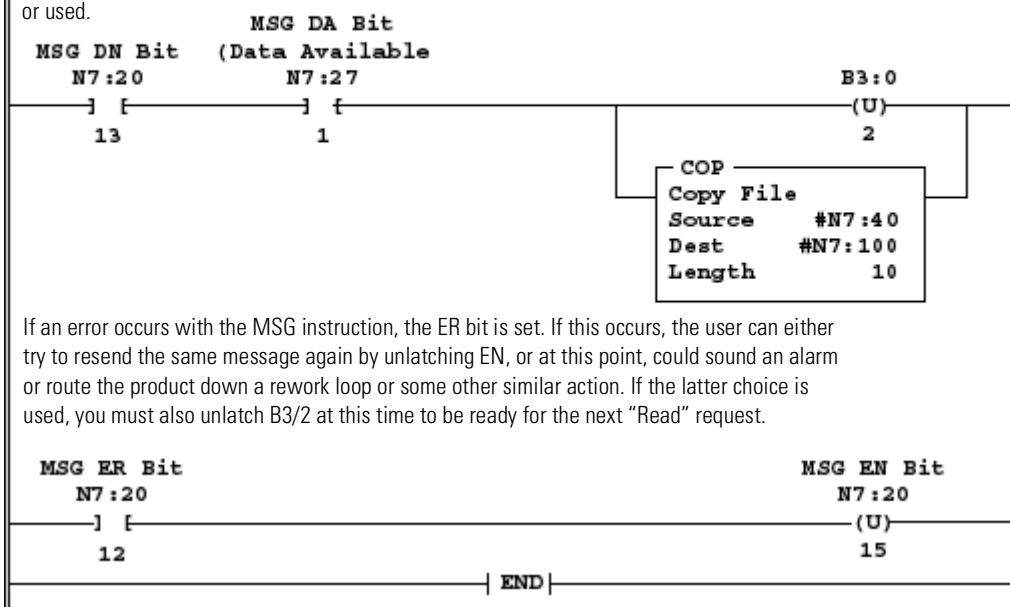 or used.
MSG DA Bit
MSG DN Bit (Data Available
N7:20 N7:27 B3:0
] [ ] [ (U)
13 1 2
COP
Copy File
Source #N7:40
Dest #N7:100
Length 10
If an error occurs with the MSG instruction, the ER bit is set. If this occurs, the user can either
try to resend the same message again by unlatching EN, or at this point, could sound an alarm
or route the product down a rework loop or some other similar action. If the latter choice is
used, you must also unlatch B3/2 at this time to be ready for the next “Read” request.
MSG ER Bit MSG EN Bit
N7:20 N7:20
] [ (U)
12 15
END